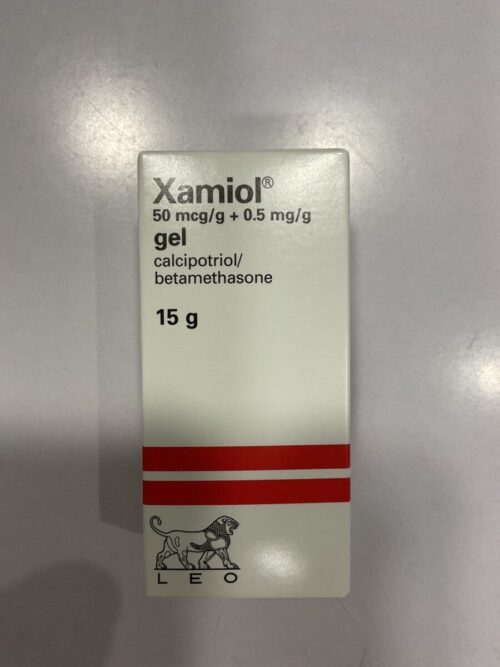 Xamiol®
50 mcg/g + 0.5 mg/g
gel
calcipotriol/
betamethasone
15 g
LEO